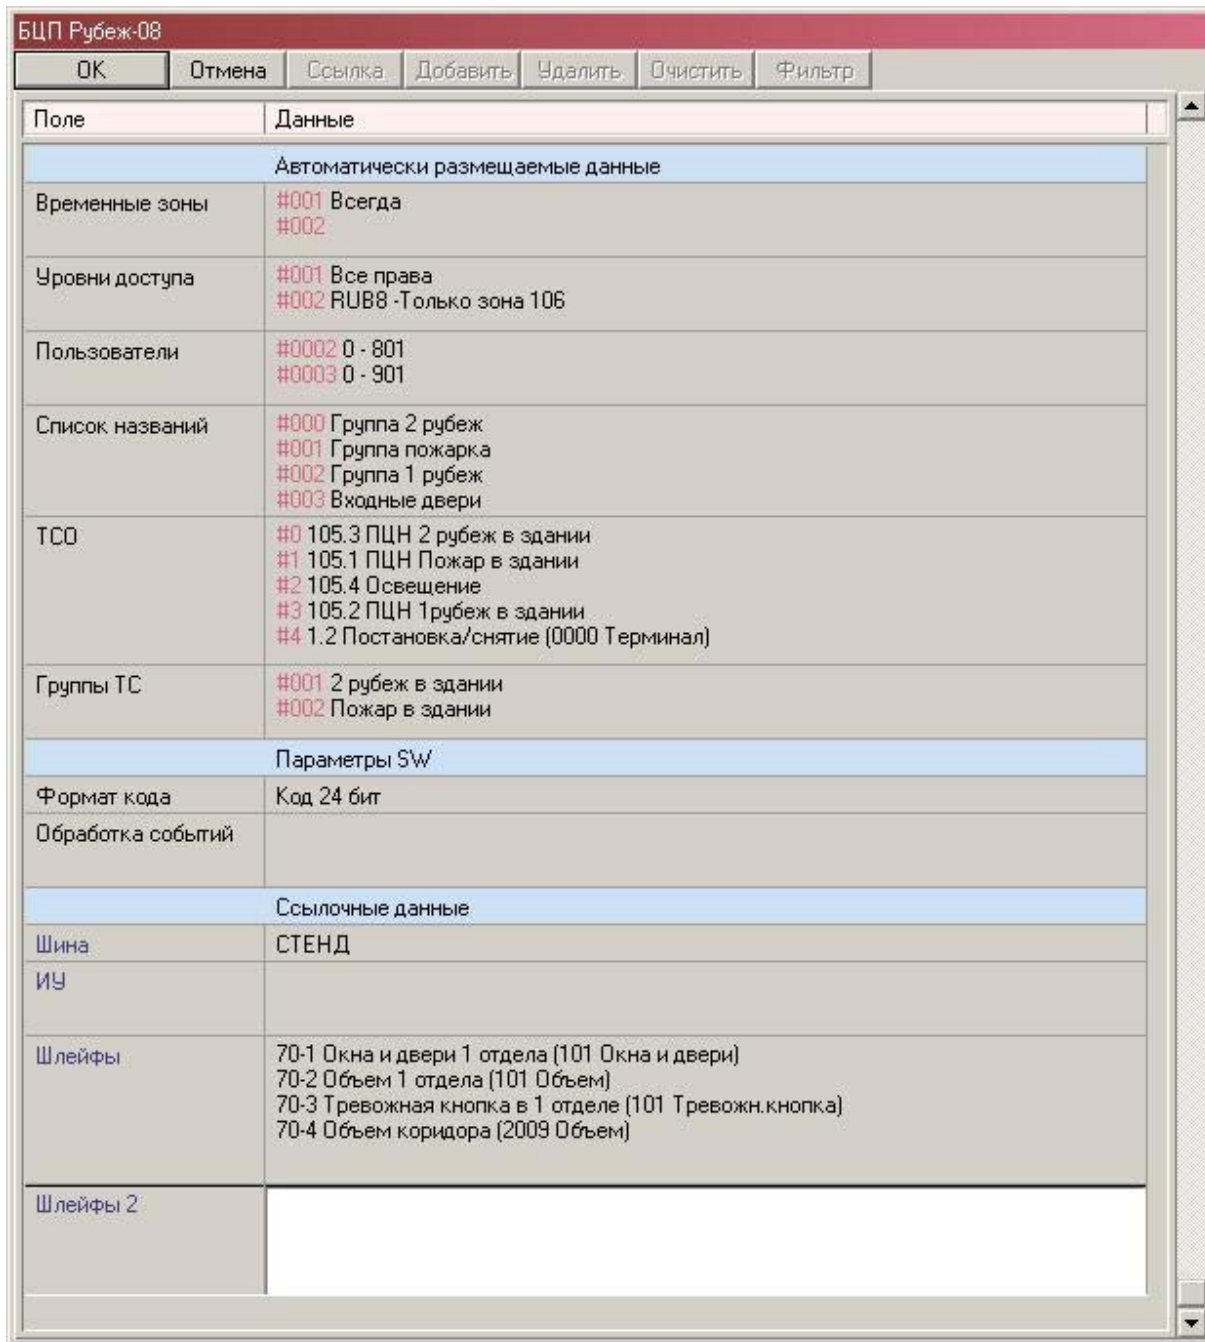 БЦП Рубеж-08
OK Отмена Ссылка Добавить Удалить Очистить Фильтр
Поле Данные
Автоматически размещаемые данные
Временные зоны #001 Всегда
#002
Уровни доступа #001 Все права
#002 RUB8 -Только зона 106
Пользователи #0002 0 - 801
#0003 0 - 901
Список названий #000 Группа 2 рубеж
#001 Группа пожарка
#002 Группа 1 рубеж
#003 Входные двери
ТСО #0 105.3 ПЦН 2 рубеж в здании
#1 105.1 ПЦН Пожар в здании
#2 105.4 Освещение
#3 105.2 ПЦН 1рубеж в здании
#4 1.2 Постановка/снятие (0000 Терминал)
Группы ТС #001 2 рубеж в здании
#002 Пожар в здании
Параметры SW
Формат кода Код 24 бит
Обработка событий
Ссылочные данные
Шина СТЕНД
ИУ
Шлейфы 70-1 Окна и двери 1 отдела (101 Окна и двери)
70-2 Объем 1 отдела (101 Объем)
70-3 Тревожная кнопка в 1 отделе (101 Тревожн.кнопка)
70-4 Объем коридора (2009 Объем)
Шлейфы 2